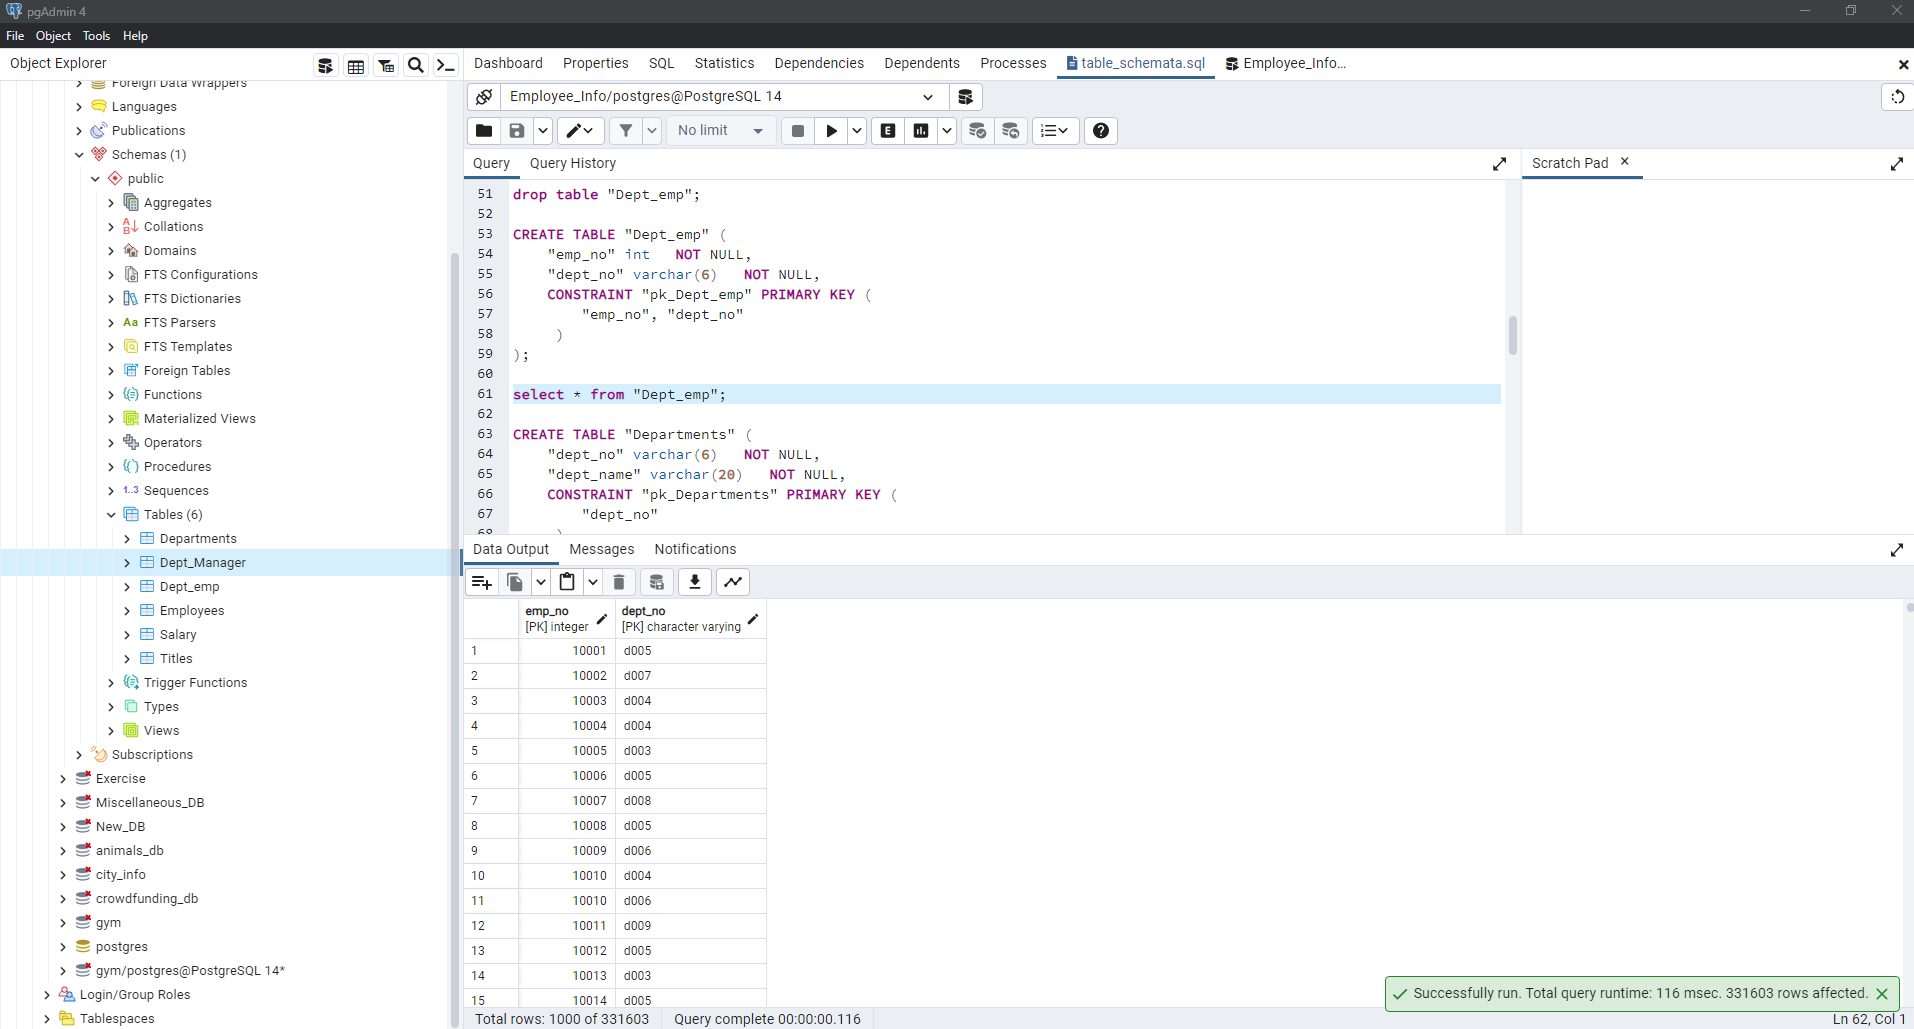 pgAdmin 4
File Object Tools Help
Object Explorer
Foreign Data Wrappers
Languages
Publications
Schemas (1)
public
Aggregates
Collations
Domains
FTS Configurations
FTS Dictionaries
Aa FTS Parsers
FTS Templates
Foreign Tables
Functions
Materialized Views
Operators
Procedures
1..3 Sequences
Tables (6)
Departments
Dept_Manager
Dept_emp
Employees
Salary
Titles
Trigger Functions
Types
Views
Subscriptions
Exercise
Miscellaneous_DB
New_DB
animals_db
city_info
crowdfunding_db
gym
postgres
gym/postgres@PostgreSQL 14*
Login/Group Roles
Tablespaces
Dashboard Properties SQL Statistics Dependencies Dependents Processes table_schemata.sql Employee_Info...
Employee_Info/postgres@PostgreSQL 14
No limit
E
Query Query History
Scratch Pad
51 drop table "Dept_emp";
52
53 CREATE TABLE "Dept_emp" (
54 "emp_no" int NOT NULL,
55 "dept_no" varchar(6) NOT NULL,
56 CONSTRAINT "pk_Dept_emp" PRIMARY KEY (
57 "emp_no", "dept_no"
58 )
59 );
60
61 select * from "Dept_emp";
62
63 CREATE TABLE "Departments" (
64 "dept_no" varchar(6) NOT NULL,
65 "dept_name" varchar(20) NOT NULL,
66 CONSTRAINT "pk_Departments" PRIMARY KEY (
67 "dept_no"
68 )
Data Output Messages Notifications
emp_no dept_no
[PK] integer [PK] character varying
1 10001 d005
2 10002 d007
3 10003 d004
4 10004 d004
5 10005 d003
6 10006 d005
7 10007 d008
8 10008 d005
9 10009 d006
10 10010 d004
11 10010 d006
12 10011 d009
13 10012 d005
14 10013 d003
15 10014 d005
Successfully run. Total query runtime: 116 msec. 331603 rows affected.
Total rows: 1000 of 331603 Query complete 00:00:00.116 Ln 62, Col 1